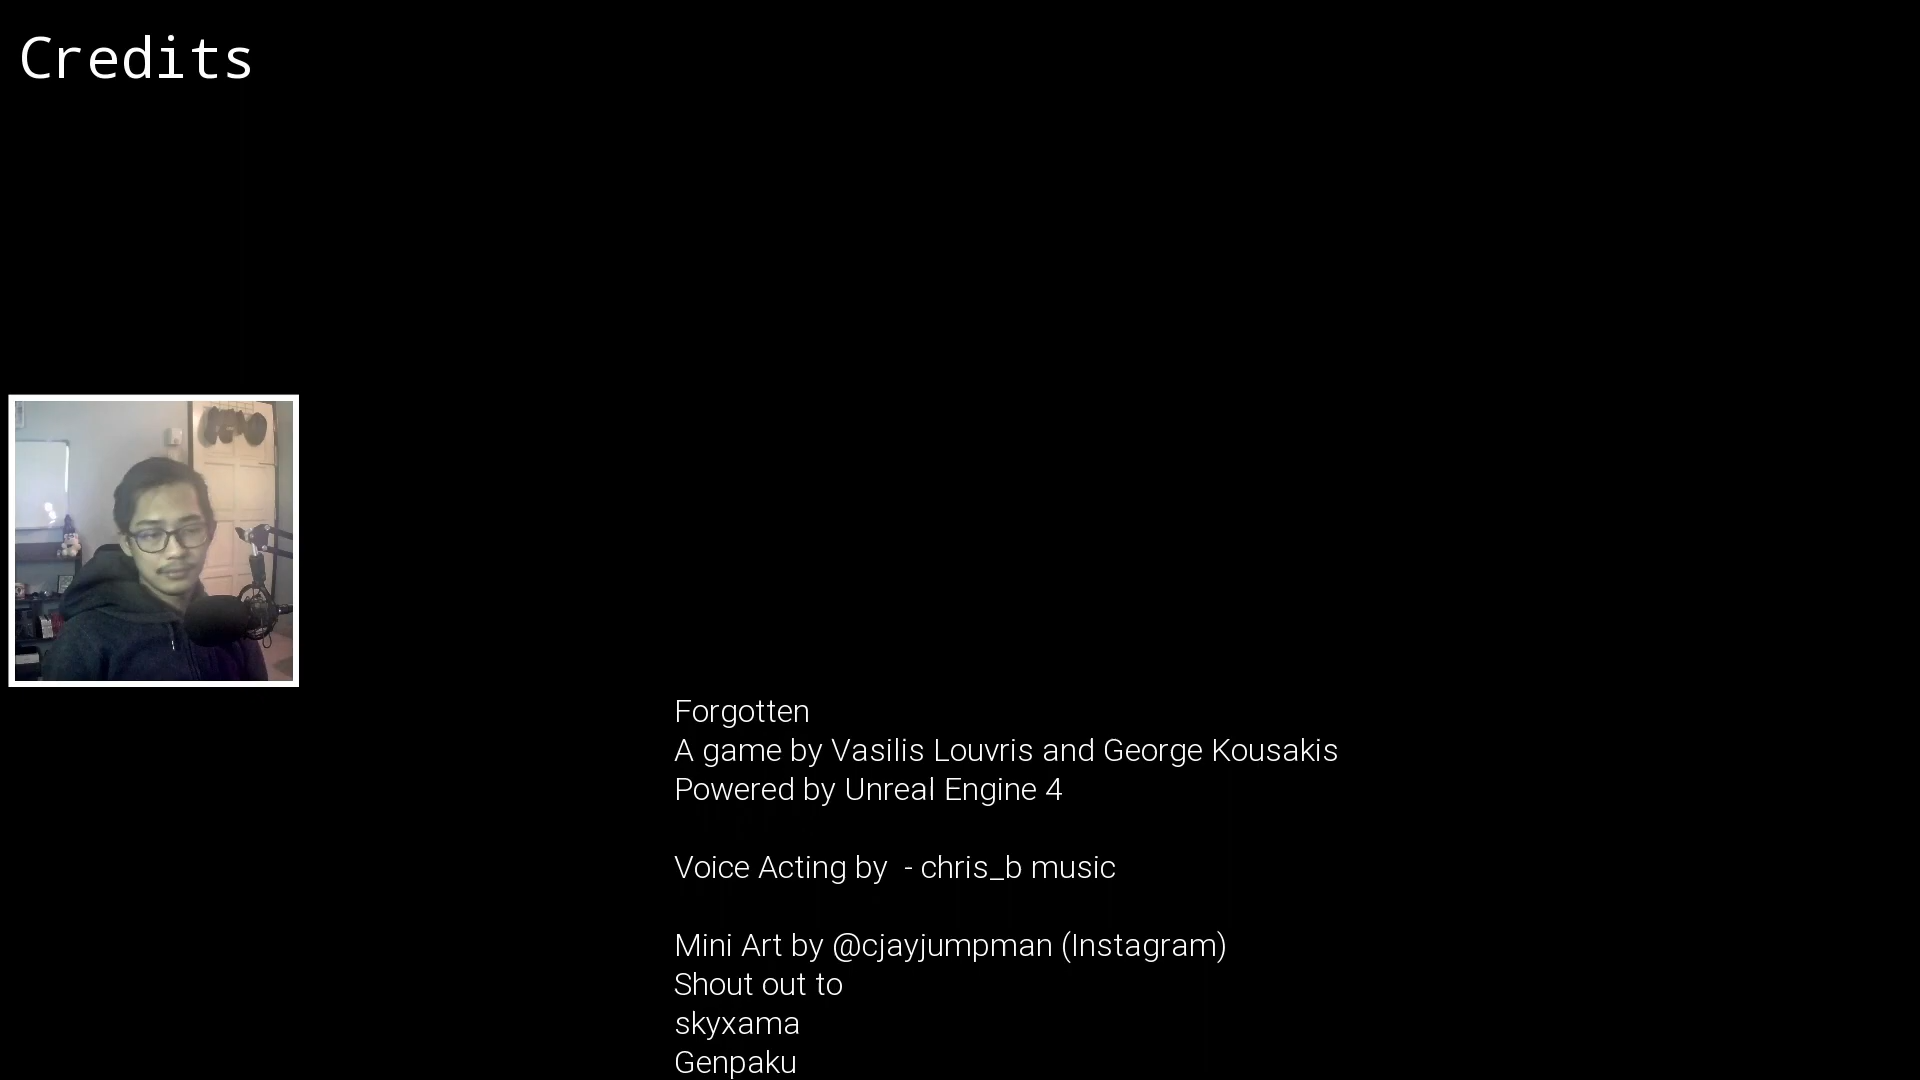 Credits
Forgotten
A game by Vasilis Louvris and George Kousakis
Powered by Unreal Engine 4
Voice Acting by  - chris_b music
Mini Art by @cjayjumpman (Instagram)
Shout out to
skyxama
Genpaku